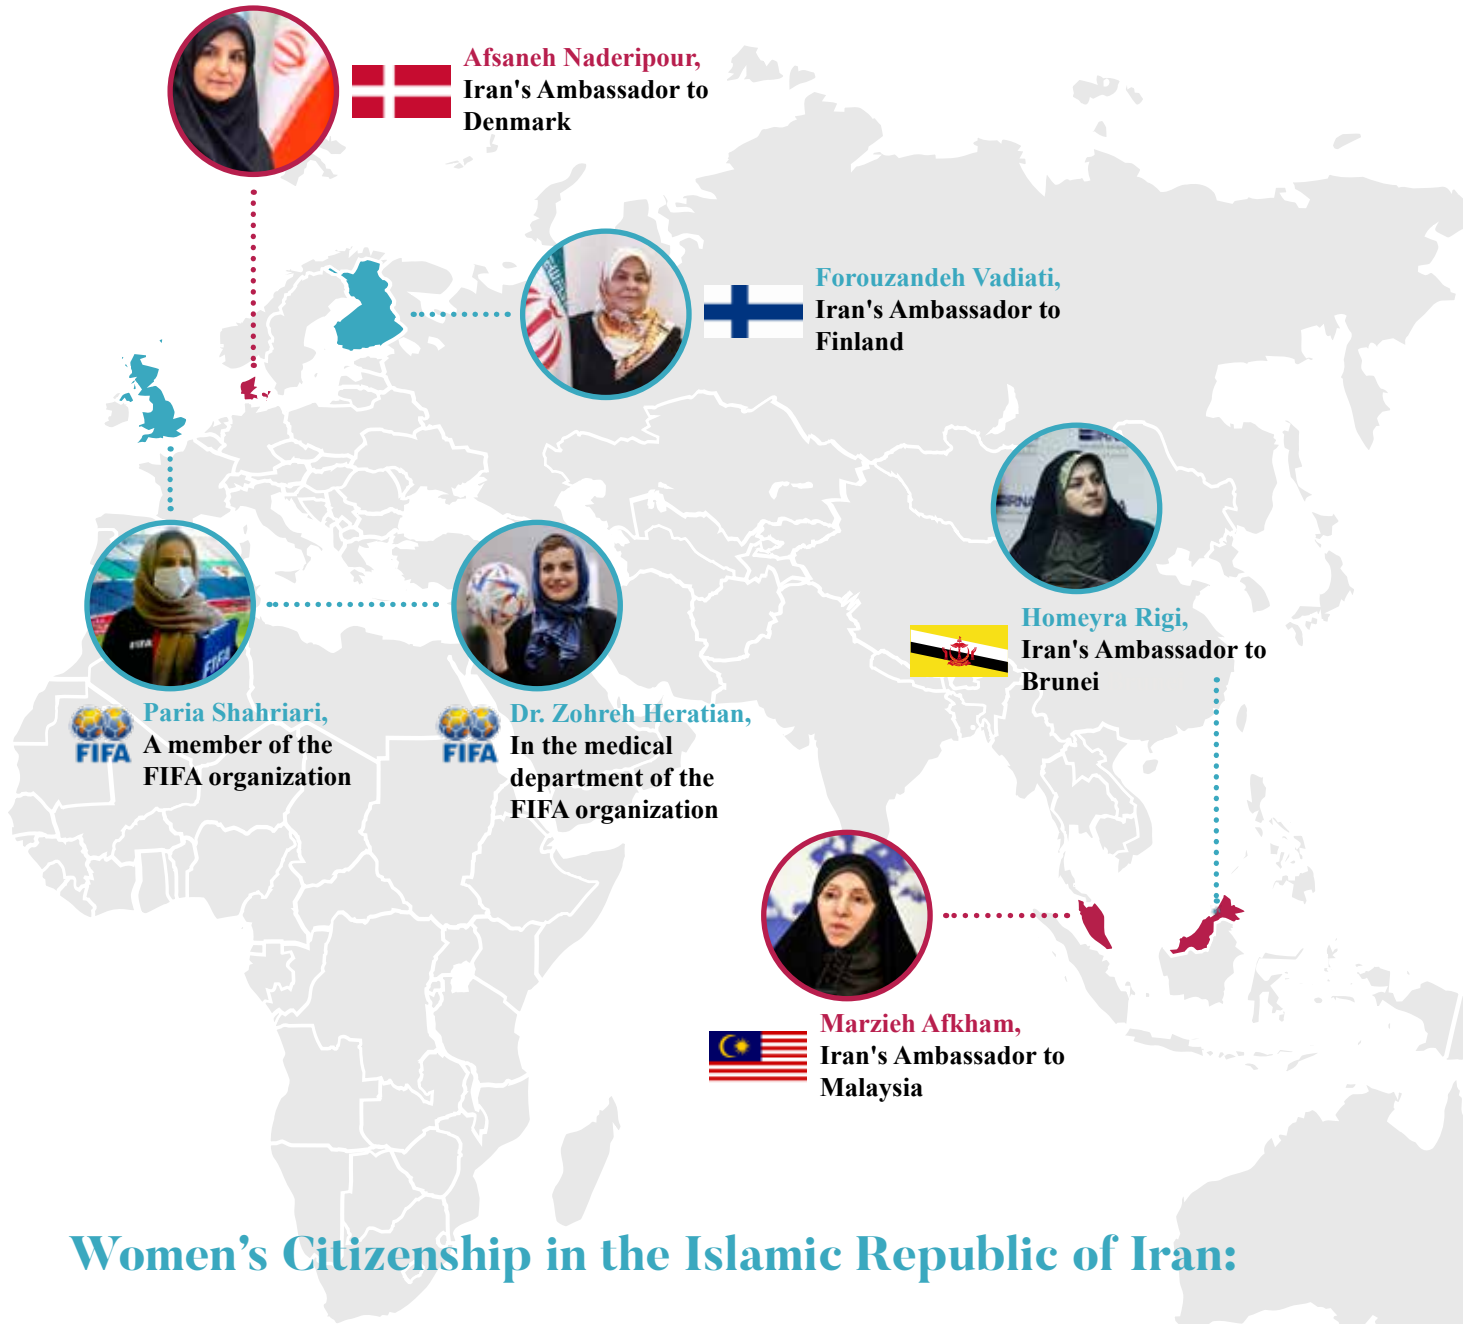 Afsaneh Naderipour,
Iran's Ambassador to
Denmark
Forouzandeh Vadiati,
Iran's Ambassador to
Finland
Homeyra Rigi,
Iran's Ambassador to
Brunei
FIFA
FIFA
FIFA
Paria Shahriari,
A member of the
FIFA organization
FIFA
Dr. Zohreh Heratian,
In the medical
department of the
FIFA organization
Marzieh Afkham,
Iran's Ambassador to
Malaysia
Women's Citizenship in the Islamic Republic of Iran: